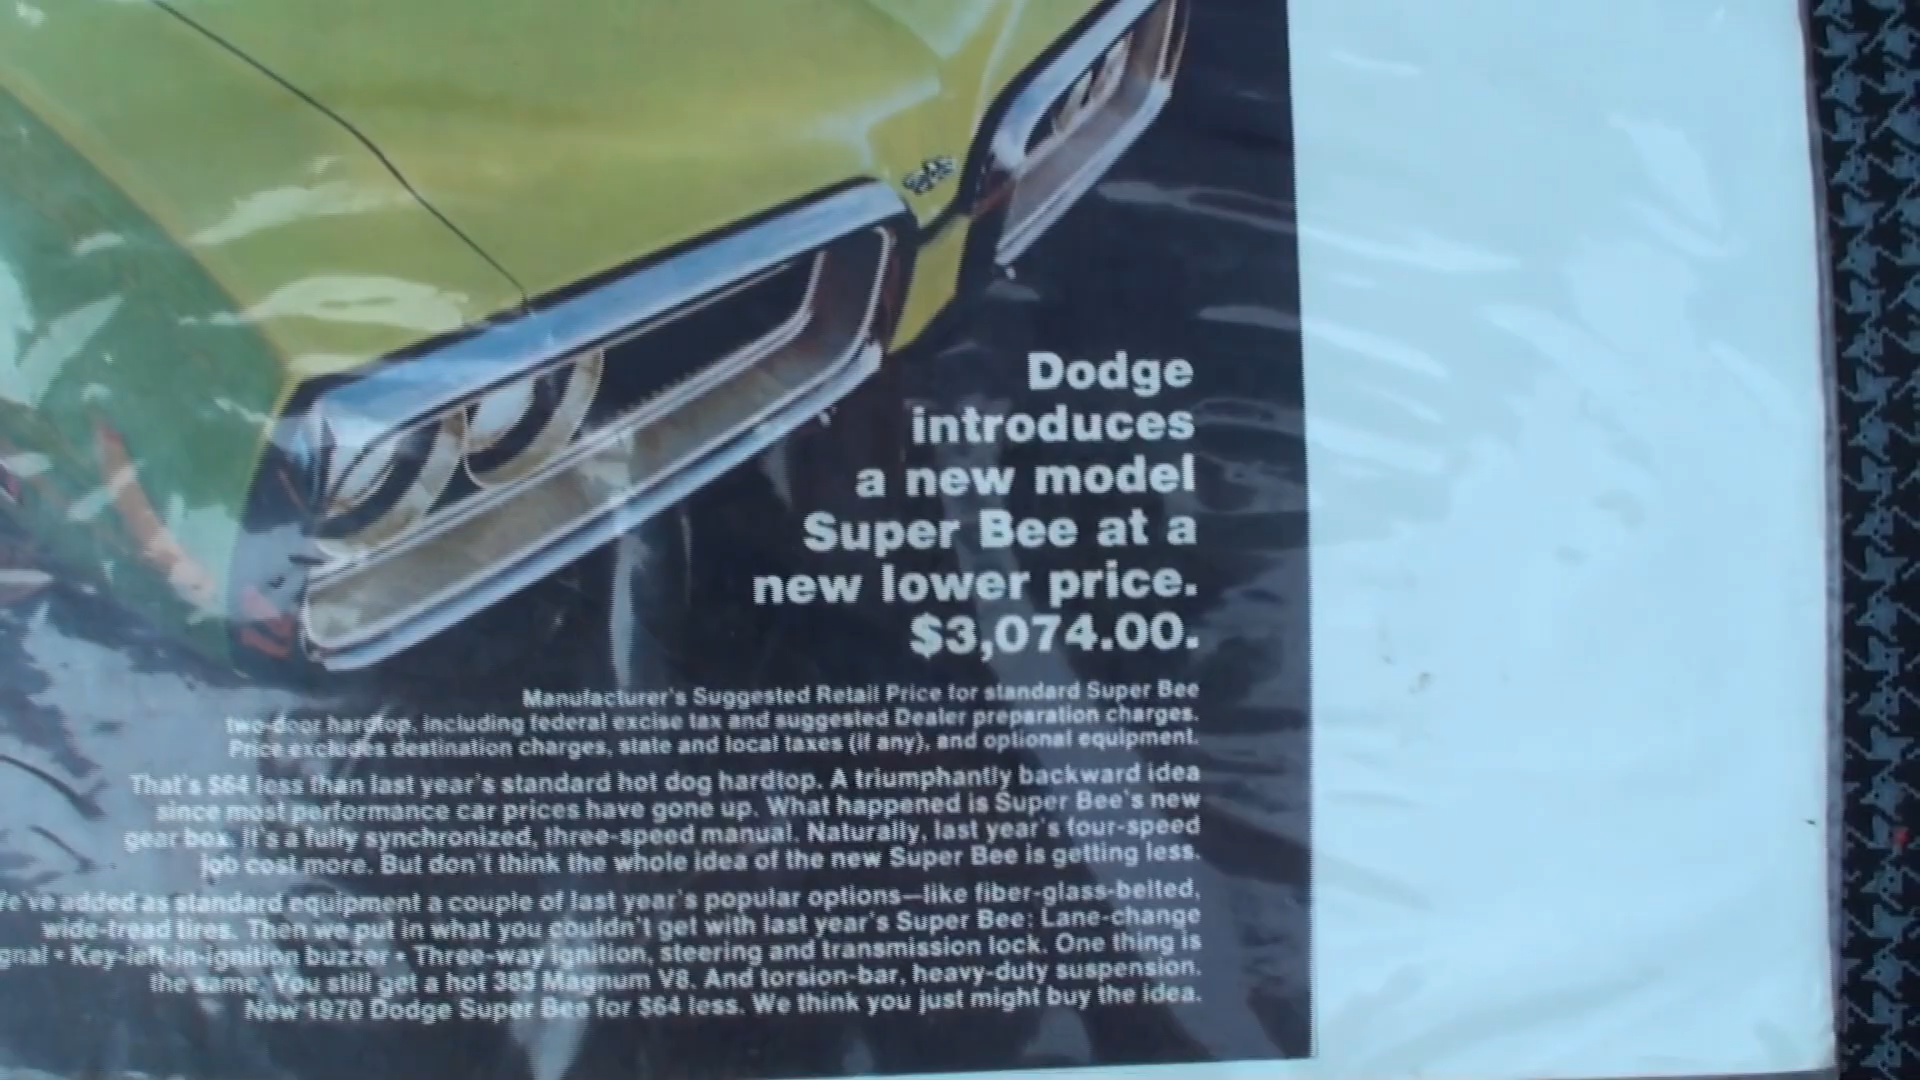 Dodge
introduces
a new model
Super Bee at a
new lower price.
$3,074.00.
Manufacturer's Suggested Retail Price for standard Super Bee
two-door hardtop, including federal excise tax and suggested Dealer preparation charges.
Price excludes destination charges, state and local taxes (if any), and optional equipment.
That's $64 less than last year's standard hot dog hardtop. A triumphantly backward idea
since most performance car prices have gone up. What happened is Super Bee's new
gear box. It's a fully synchronized, three-speed manual. Naturally, last year's four-speed
job cost more. But don't think the whole idea of the new Super Bee is getting less.
We've added as standard equipment a couple of last year's popular options—like fiber-glass-belted,
wide-tread tires. Then we put in what you couldn't get with last year's Super Bee: Lane-change
gnal • Key-left-in-ignition buzzer • Three-way ignition, steering and transmission lock. One thing is
the same. You still get a hot 383 Magnum V8. And torsion-bar, heavy-duty suspension.
New 1970 Dodge Super Bee for $64 less. We think you just might buy the idea.